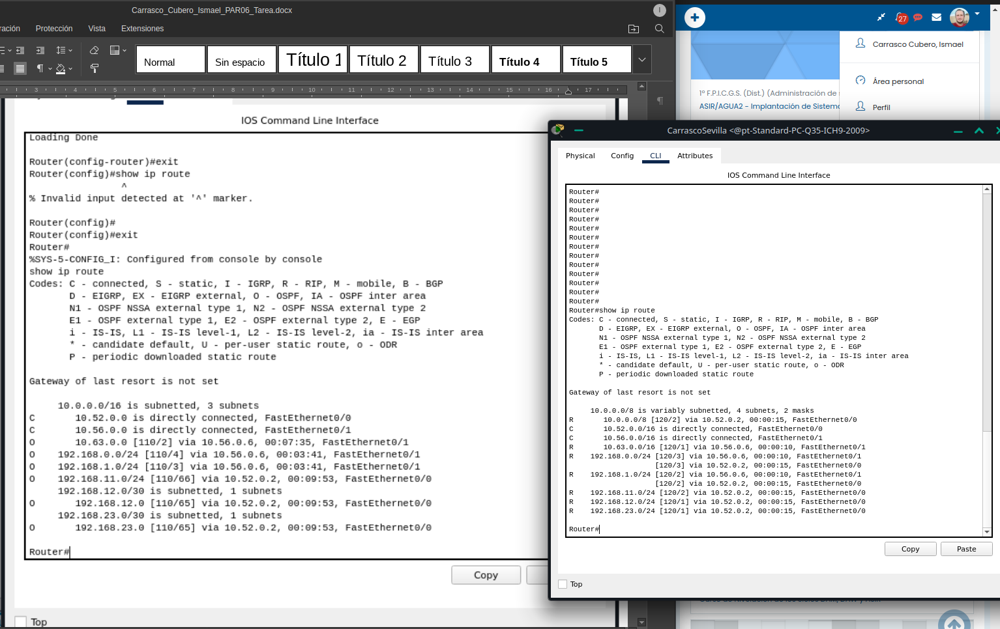 Carrasco_Cubero_Ismael_PAR06_Tarea.docx
I
ración Protección Vista Extensiones
Normal Sin espacio Título 1 Título 2 Título 3 Título 4 Título 5
3 4 5 6 7 8 9 10 11 12 13 14 15 16 17
IOS Command Line Interface
Loading Done
Router(config-router)#exit
Router(config)#show ip route
^
% Invalid input detected at '^' marker.
Router(config)#
Router(config)#exit
Router#
%SYS-5-CONFIG_I: Configured from console by console
show ip route
Codes: C - connected, S - static, I - IGRP, R - RIP, M - mobile, B - BGP
D - EIGRP, EX - EIGRP external, O - OSPF, IA - OSPF inter area
N1 - OSPF NSSA external type 1, N2 - OSPF NSSA external type 2
E1 - OSPF external type 1, E2 - OSPF external type 2, E - EGP
i - IS-IS, L1 - IS-IS level-1, L2 - IS-IS level-2, ia - IS-IS inter area
* - candidate default, U - per-user static route, o - ODR
P - periodic downloaded static route
Gateway of last resort is not set
10.0.0.0/16 is subnetted, 3 subnets
C 10.52.0.0 is directly connected, FastEthernet0/0
C 10.56.0.0 is directly connected, FastEthernet0/1
O 10.63.0.0 [110/2] via 10.56.0.6, 00:07:35, FastEthernet0/1
O 192.168.0.0/24 [110/4] via 10.56.0.6, 00:03:41, FastEthernet0/1
O 192.168.1.0/24 [110/3] via 10.56.0.6, 00:03:41, FastEthernet0/1
O 192.168.11.0/24 [110/66] via 10.52.0.2, 00:09:53, FastEthernet0/0
192.168.12.0/30 is subnetted, 1 subnets
O 192.168.12.0 [110/65] via 10.52.0.2, 00:09:53, FastEthernet0/0
192.168.23.0/30 is subnetted, 1 subnets
O 192.168.23.0 [110/65] via 10.52.0.2, 00:09:53, FastEthernet0/0
Router#
Copy
Top
27
Carrasco Cubero, Ismael
Área personal
Perfil
1º F.P.I.C.G.S. (Dist.) (Administración de
ASIR/AGUA2 - Implantación de Sistema
CarrascoSevilla <@pt-Standard-PC-Q35-ICH9-2009>
Physical Config CLI Attributes
IOS Command Line Interface
Router#
Router#
Router#
Router#
Router#
Router#
Router#
Router#
Router#
Router#
Router#
Router#
Router#
Router#show ip route
Codes: C - connected, S - static, I - IGRP, R - RIP, M - mobile, B - BGP
D - EIGRP, EX - EIGRP external, O - OSPF, IA - OSPF inter area
N1 - OSPF NSSA external type 1, N2 - OSPF NSSA external type 2
E1 - OSPF external type 1, E2 - OSPF external type 2, E - EGP
i - IS-IS, L1 - IS-IS level-1, L2 - IS-IS level-2, ia - IS-IS inter area
* - candidate default, U - per-user static route, o - ODR
P - periodic downloaded static route
Gateway of last resort is not set
10.0.0.0/8 is variably subnetted, 4 subnets, 2 masks
R 10.0.0.0/8 [120/2] via 10.52.0.2, 00:00:15, FastEthernet0/0
C 10.52.0.0/16 is directly connected, FastEthernet0/0
C 10.56.0.0/16 is directly connected, FastEthernet0/1
R 10.63.0.0/16 [120/1] via 10.56.0.6, 00:00:10, FastEthernet0/1
R 192.168.0.0/24 [120/3] via 10.56.0.6, 00:00:10, FastEthernet0/1
[120/3] via 10.52.0.2, 00:00:15, FastEthernet0/0
R 192.168.1.0/24 [120/2] via 10.56.0.6, 00:00:10, FastEthernet0/1
[120/2] via 10.52.0.2, 00:00:15, FastEthernet0/0
R 192.168.11.0/24 [120/2] via 10.52.0.2, 00:00:15, FastEthernet0/0
R 192.168.12.0/24 [120/1] via 10.52.0.2, 00:00:15, FastEthernet0/0
R 192.168.23.0/24 [120/1] via 10.52.0.2, 00:00:15, FastEthernet0/0
Router#
Copy Paste
Top